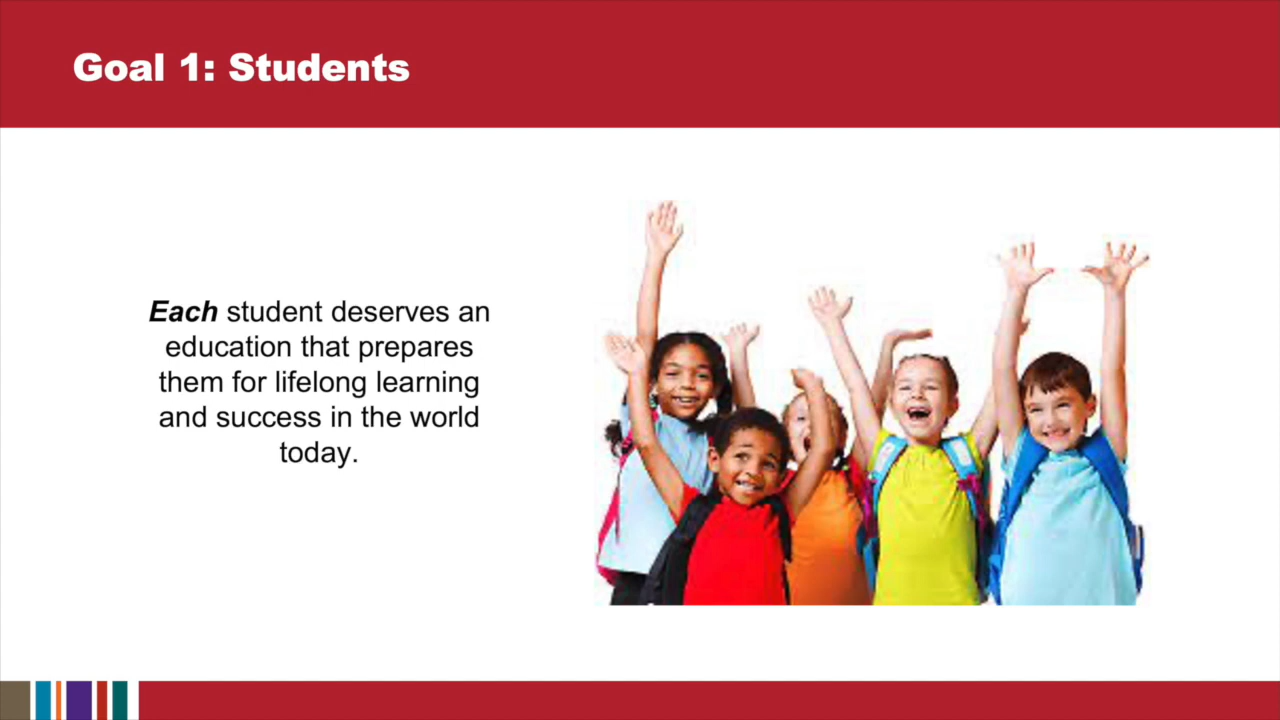 Goal 1: Students
Each student deserves an
education that prepares
them for lifelong learning
and success in the world
today.